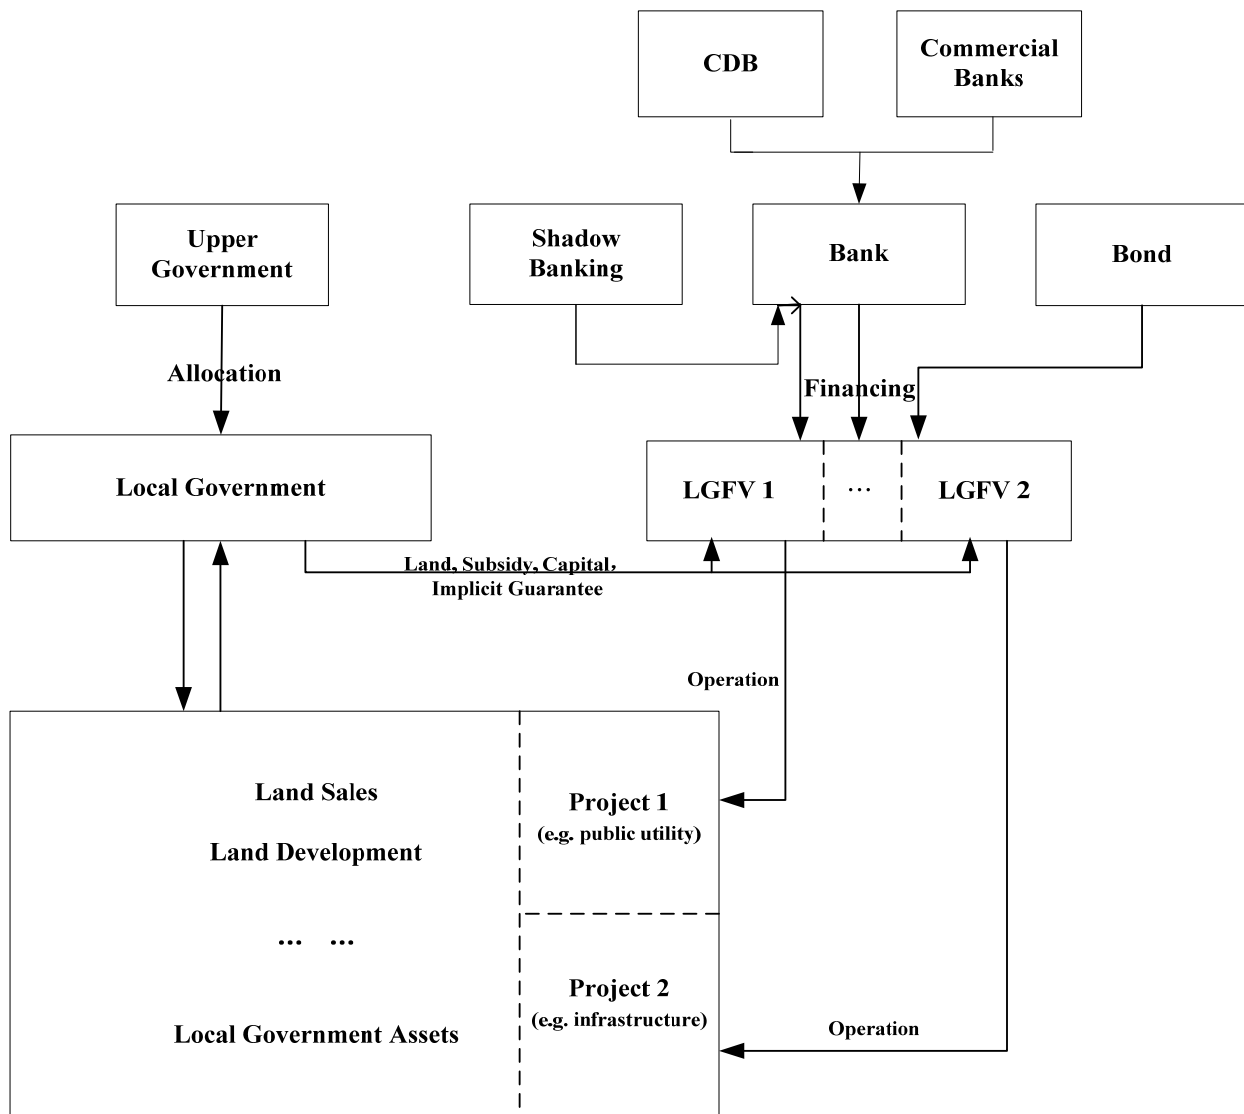 CDB
Commercial
Banks
Upper
Government
Shadow
Banking
Bank
Bond
Allocation
Financing
Local Government
LGFV 1
...
LGFV 2
Land, Subsidy, Capital，
Implicit Guarantee
Operation
Land Sales
Project 1
(e.g. public utility)
Land Development
... ...
Project 2
(e.g. infrastructure)
Local Government Assets
Operation